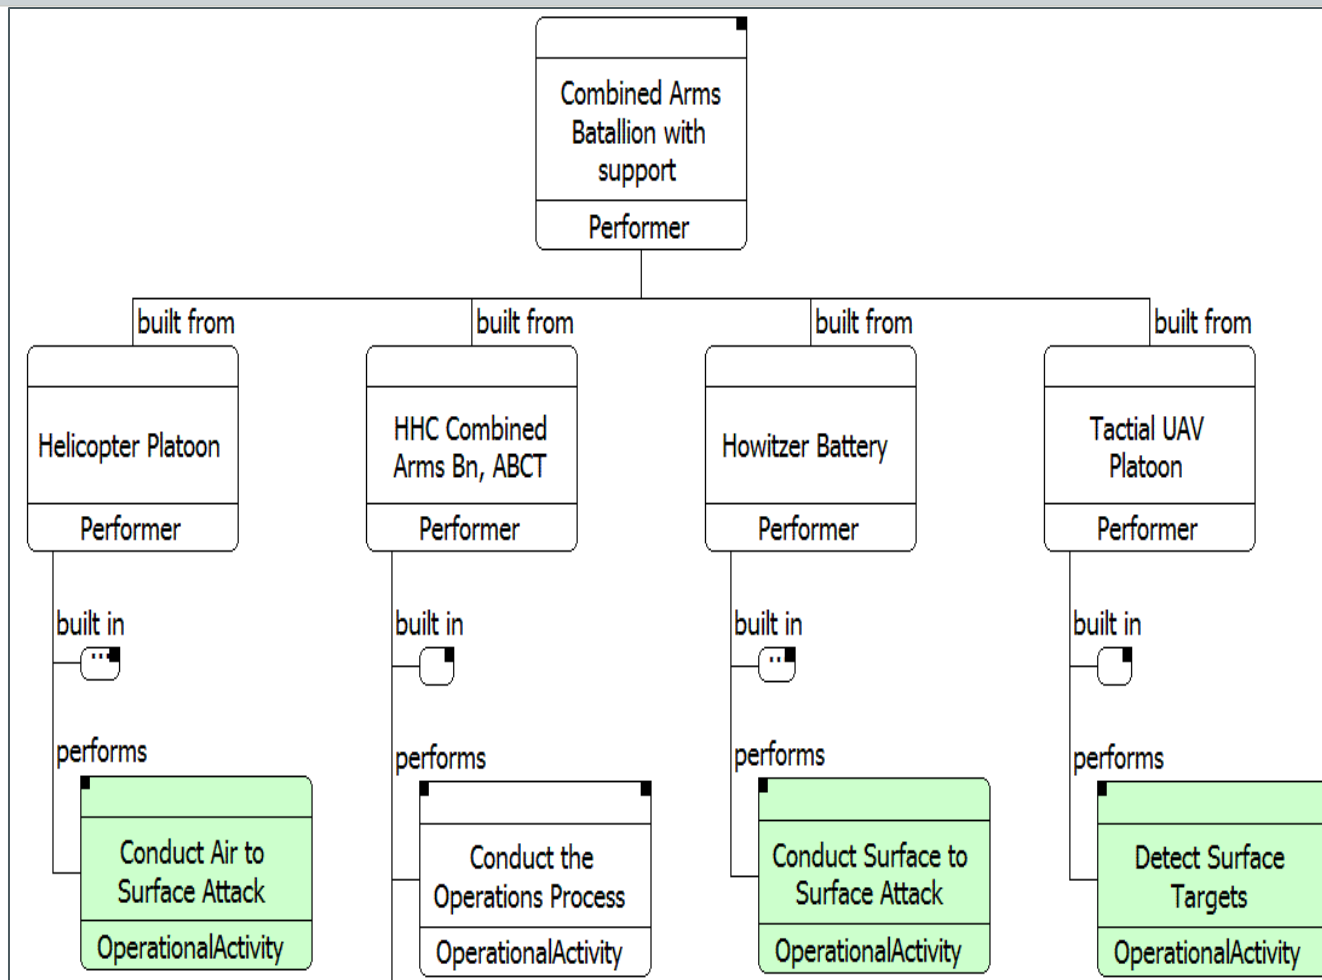 Combined Arms
Batallion with
support
Performer
built from
built from
built from
built from
Helicopter Platoon
Performer
HHC Combined
Arms Bn, ABCT
Performer
Howitzer Battery
Performer
Tactial UAV
Platoon
Performer
built in
...
built in
built in
..
built in
performs
performs
performs
performs
Conduct Air to
Surface Attack
OperationalActivity
Conduct the
Operations Process
OperationalActivity
Conduct Surface to
Surface Attack
OperationalActivity
Detect Surface
Targets
OperationalActivity